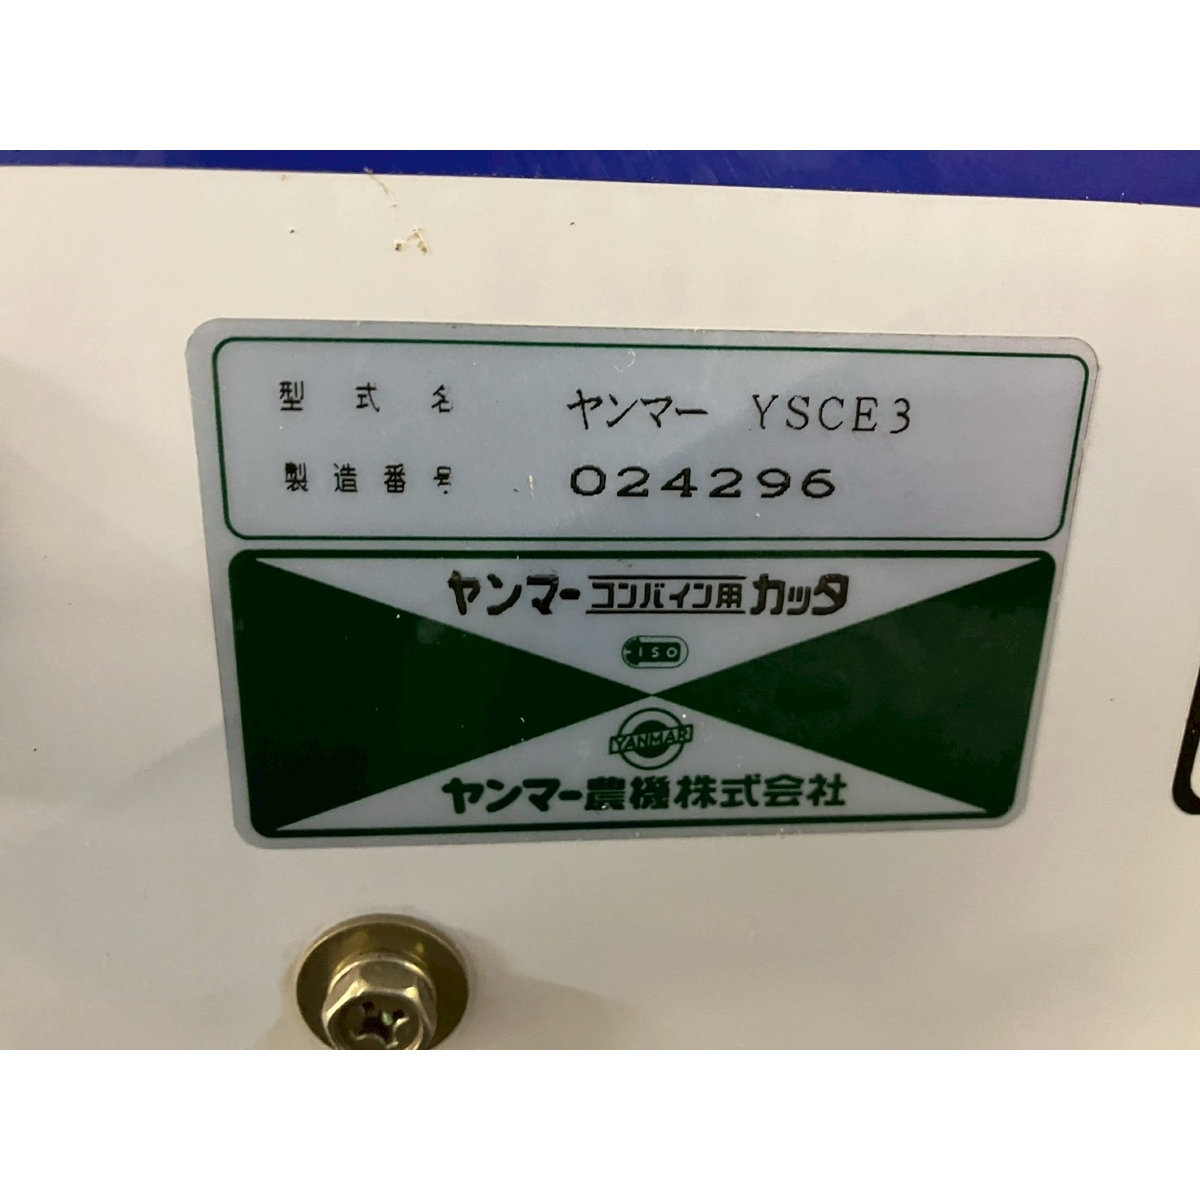 型式名 ヤンマー YSCE3
製造番号 024296
ヤンマーコンバイン用カッタ
ISO
YANMAR
ヤンマー農機株式会社